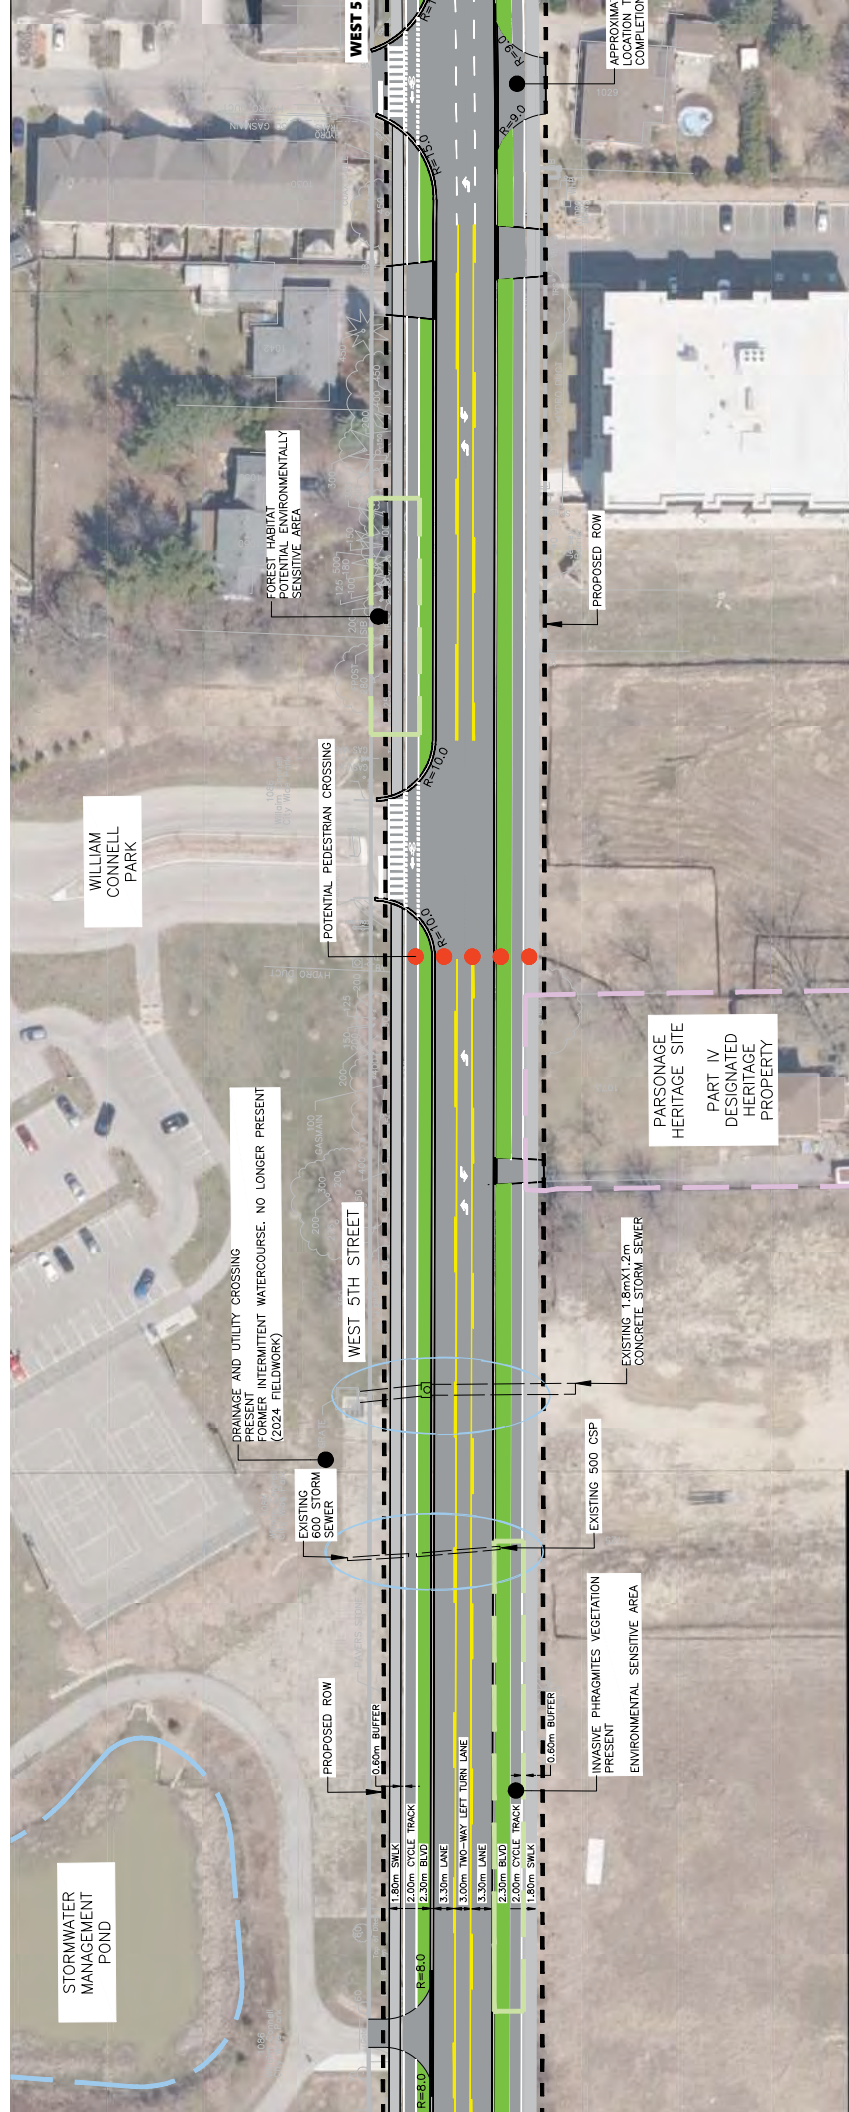 WEST 5
R=9.0
R=9.0
APPROXIMA
LOCATION T
COMPLETION
1029
R=15.0
FOREST HABITAT
POTENTIAL ENVIRONMENTALLY
SENSITIVE AREA
PROPOSED ROW
R=10.0
POTENTIAL PEDESTRIAN CROSSING
WILLIAM
CONNELL
PARK
R=10.0
PARSONAGE
HERITAGE SITE
PART IV
DESIGNATED
HERITAGE
PROPERTY
DRAINAGE AND UTILITY CROSSING
PRESENT
FORMER INTERMITTENT WATERCOURSE. NO LONGER PRESENT
(2024 FIELDWORK)
WEST 5TH STREET
EXISTING 1.8mX1.2m
CONCRETE STORM SEWER
EXISTING
600 STORM
SEWER
EXISTING 500 CSP
INVASIVE PHRAGMITES VEGETATION
PRESENT
ENVIRONMENTAL SENSITIVE AREA
PROPOSED ROW
0.60m BUFFER
0.60m BUFFER
1.80m SWLK
2.00m CYCLE TRACK
2.30m BLVD
3.30m LANE
3.00m TWO-WAY LEFT TURN LANE
3.30m LANE
2.30m BLVD
2.00m CYCLE TRACK
1.80m SWLK
STORMWATER
MANAGEMENT
POND
R=8.0
R=8.0